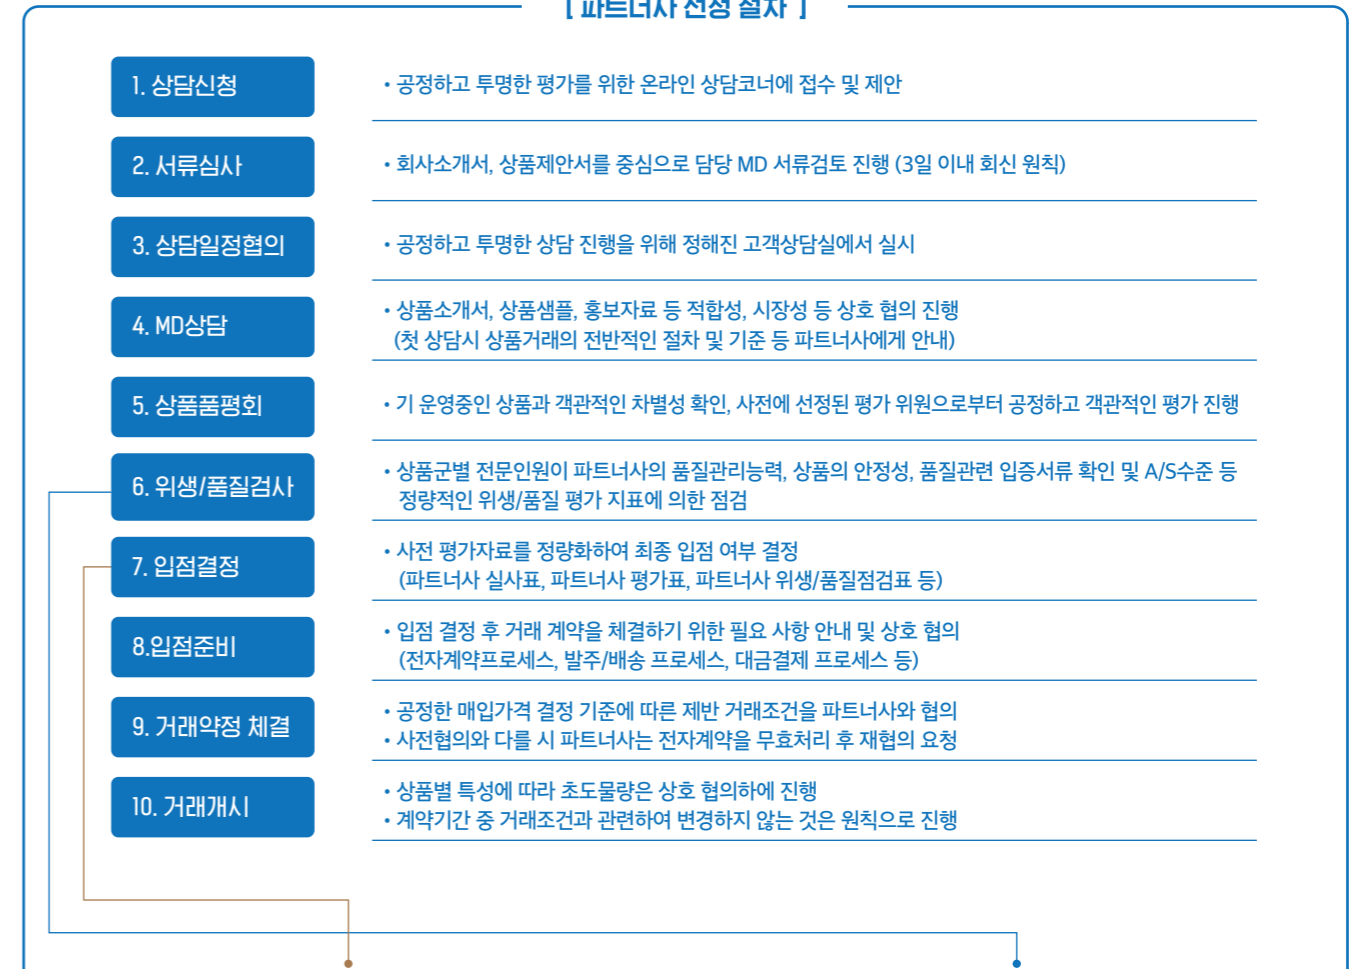 [ 파트너사 선정 절차 ]
1. 상담신청
• 공정하고 투명한 평가를 위한 온라인 상담코너에 접수 및 제안
2. 서류심사
• 회사소개서, 상품제안서를 중심으로 담당 MD 서류검토 진행 (3일 이내 회신 원칙)
3. 상담일정협의
• 공정하고 투명한 상담 진행을 위해 정해진 고객상담실에서 실시
4. MD상담
• 상품소개서, 상품샘플, 홍보자료 등 적합성, 시장성 등 상호 협의 진행
(첫 상담시 상품거래의 전반적인 절차 및 기준 등 파트너사에게 안내)
5. 상품품평회
• 기 운영중인 상품과 객관적인 차별성 확인, 사전에 선정된 평가 위원으로부터 공정하고 객관적인 평가 진행
6. 위생/품질검사
• 상품군별 전문인원이 파트너사의 품질관리능력, 상품의 안정성, 품질관련 입증서류 확인 및 A/S수준 등
정량적인 위생/품질 평가 지표에 의한 점검
7. 입점결정
• 사전 평가자료를 정량화하여 최종 입점 여부 결정
(파트너사 실사표, 파트너사 평가표, 파트너사 위생/품질점검표 등)
8.입점준비
• 입점 결정 후 거래 계약을 체결하기 위한 필요 사항 안내 및 상호 협의
(전자계약프로세스, 발주/배송 프로세스, 대금결제 프로세스 등)
9. 거래약정 체결
• 공정한 매입가격 결정 기준에 따른 제반 거래조건을 파트너사와 협의
• 사전협의와 다를 시 파트너사는 전자계약을 무효처리 후 재협의 요청
10. 거래개시
• 상품별 특성에 따라 초도물량은 상호 협의하에 진행
• 계약기간 중 거래조건과 관련하여 변경하지 않는 것은 원칙으로 진행